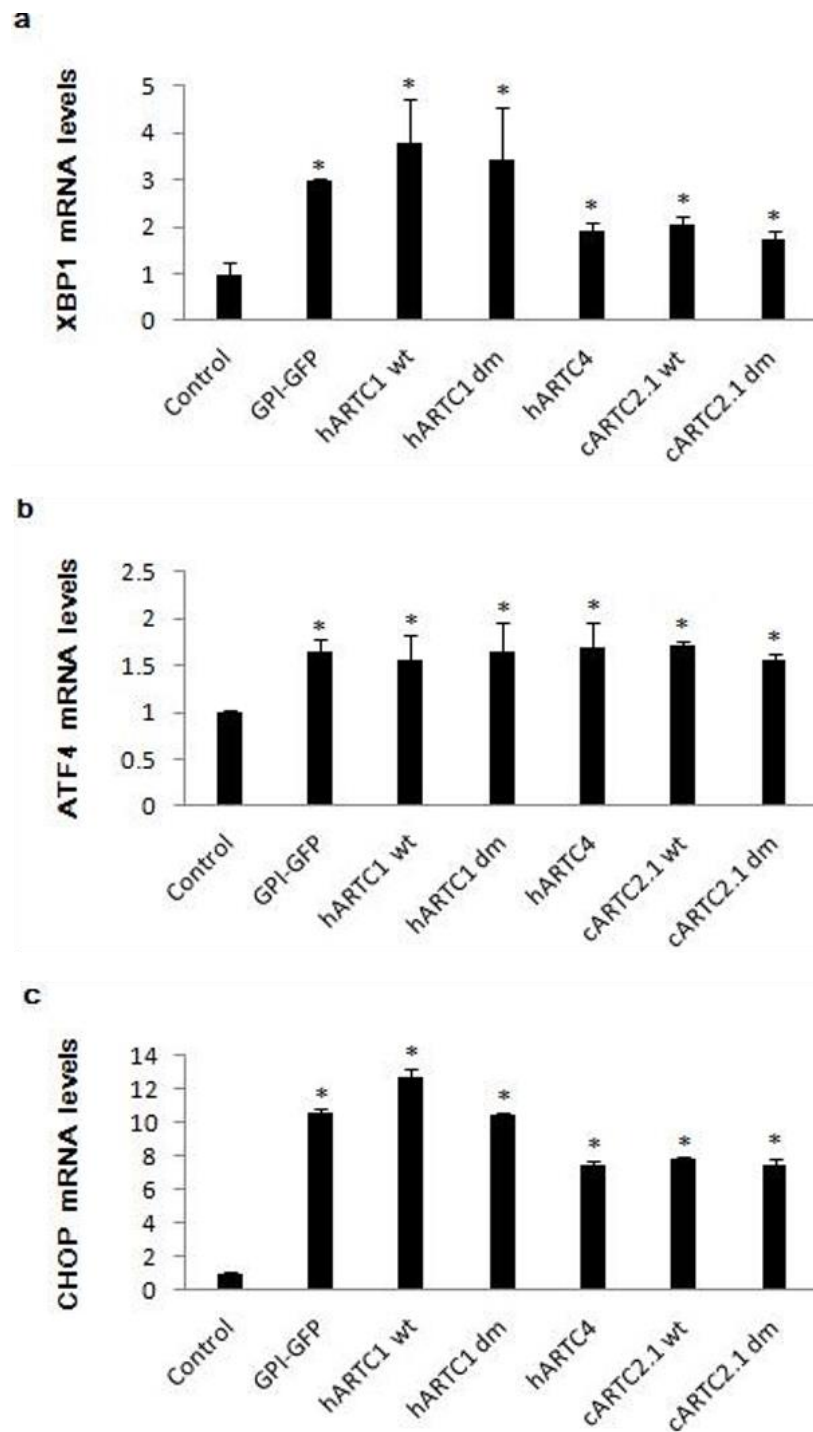 a
XBP1 mRNA levels
5
4
3
2
1
0
* * * * * *
Control GPI-GFP hARTC1 wt hARTC1 dm hARTC4 cARTC2.1 wt cARTC2.1 dm
b
ATF4 mRNA levels
2.5
2
1.5
1
0.5
0
* * * * * *
Control GPI-GFP hARTC1 wt hARTC1 dm hARTC4 cARTC2.1 wt cARTC2.1 dm
c
CHOP mRNA levels
14
12
10
8
6
4
2
0
* * * * * *
Control GPI-GFP hARTC1 wt hARTC1 dm hARTC4 cARTC2.1 wt cARTC2.1 dm